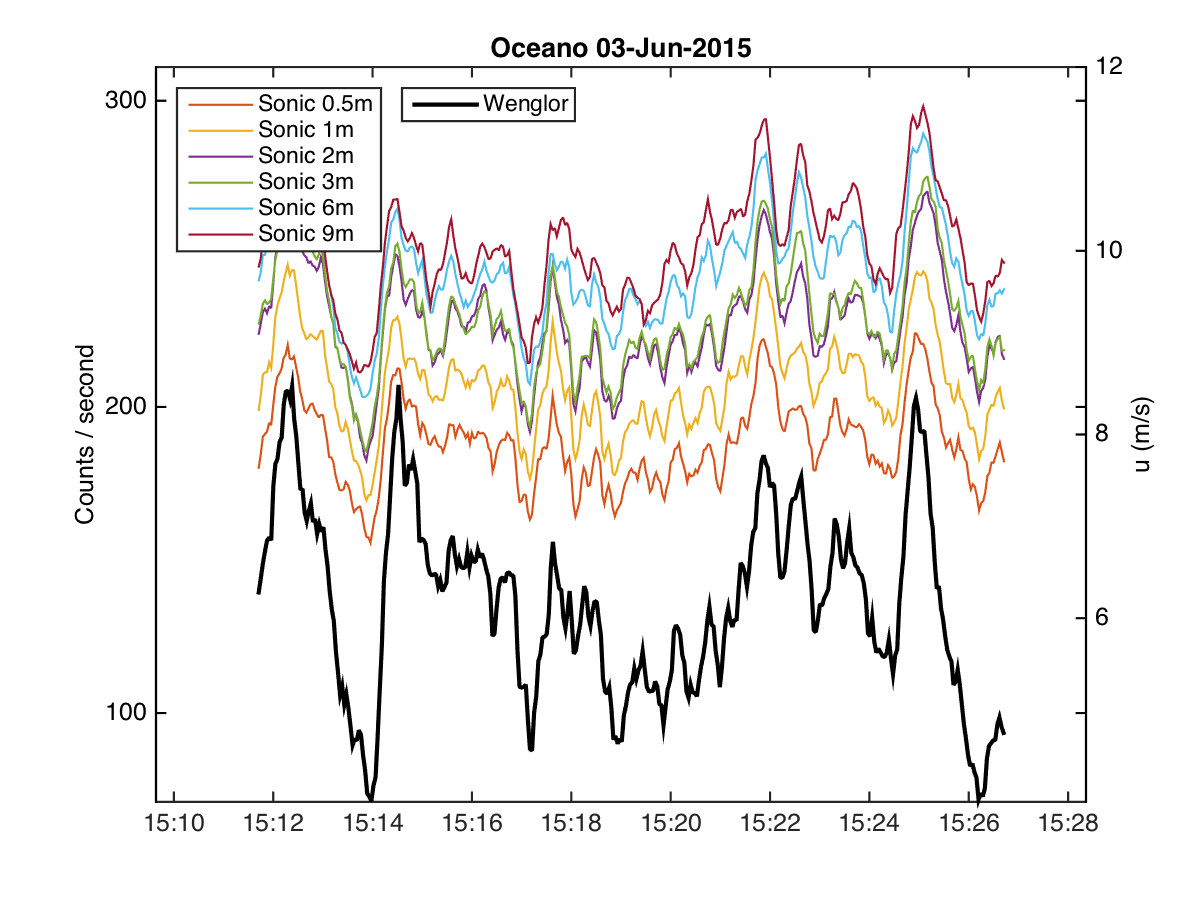 Oceano 03-Jun-2015
Sonic 0.5m
Sonic 1m
Sonic 2m
Sonic 3m
Sonic 6m
Sonic 9m
Wenglor
Counts / second
300
200
100
u (m/s)
12
10
8
6
15:10 15:12 15:14 15:16 15:18 15:20 15:22 15:24 15:26 15:28